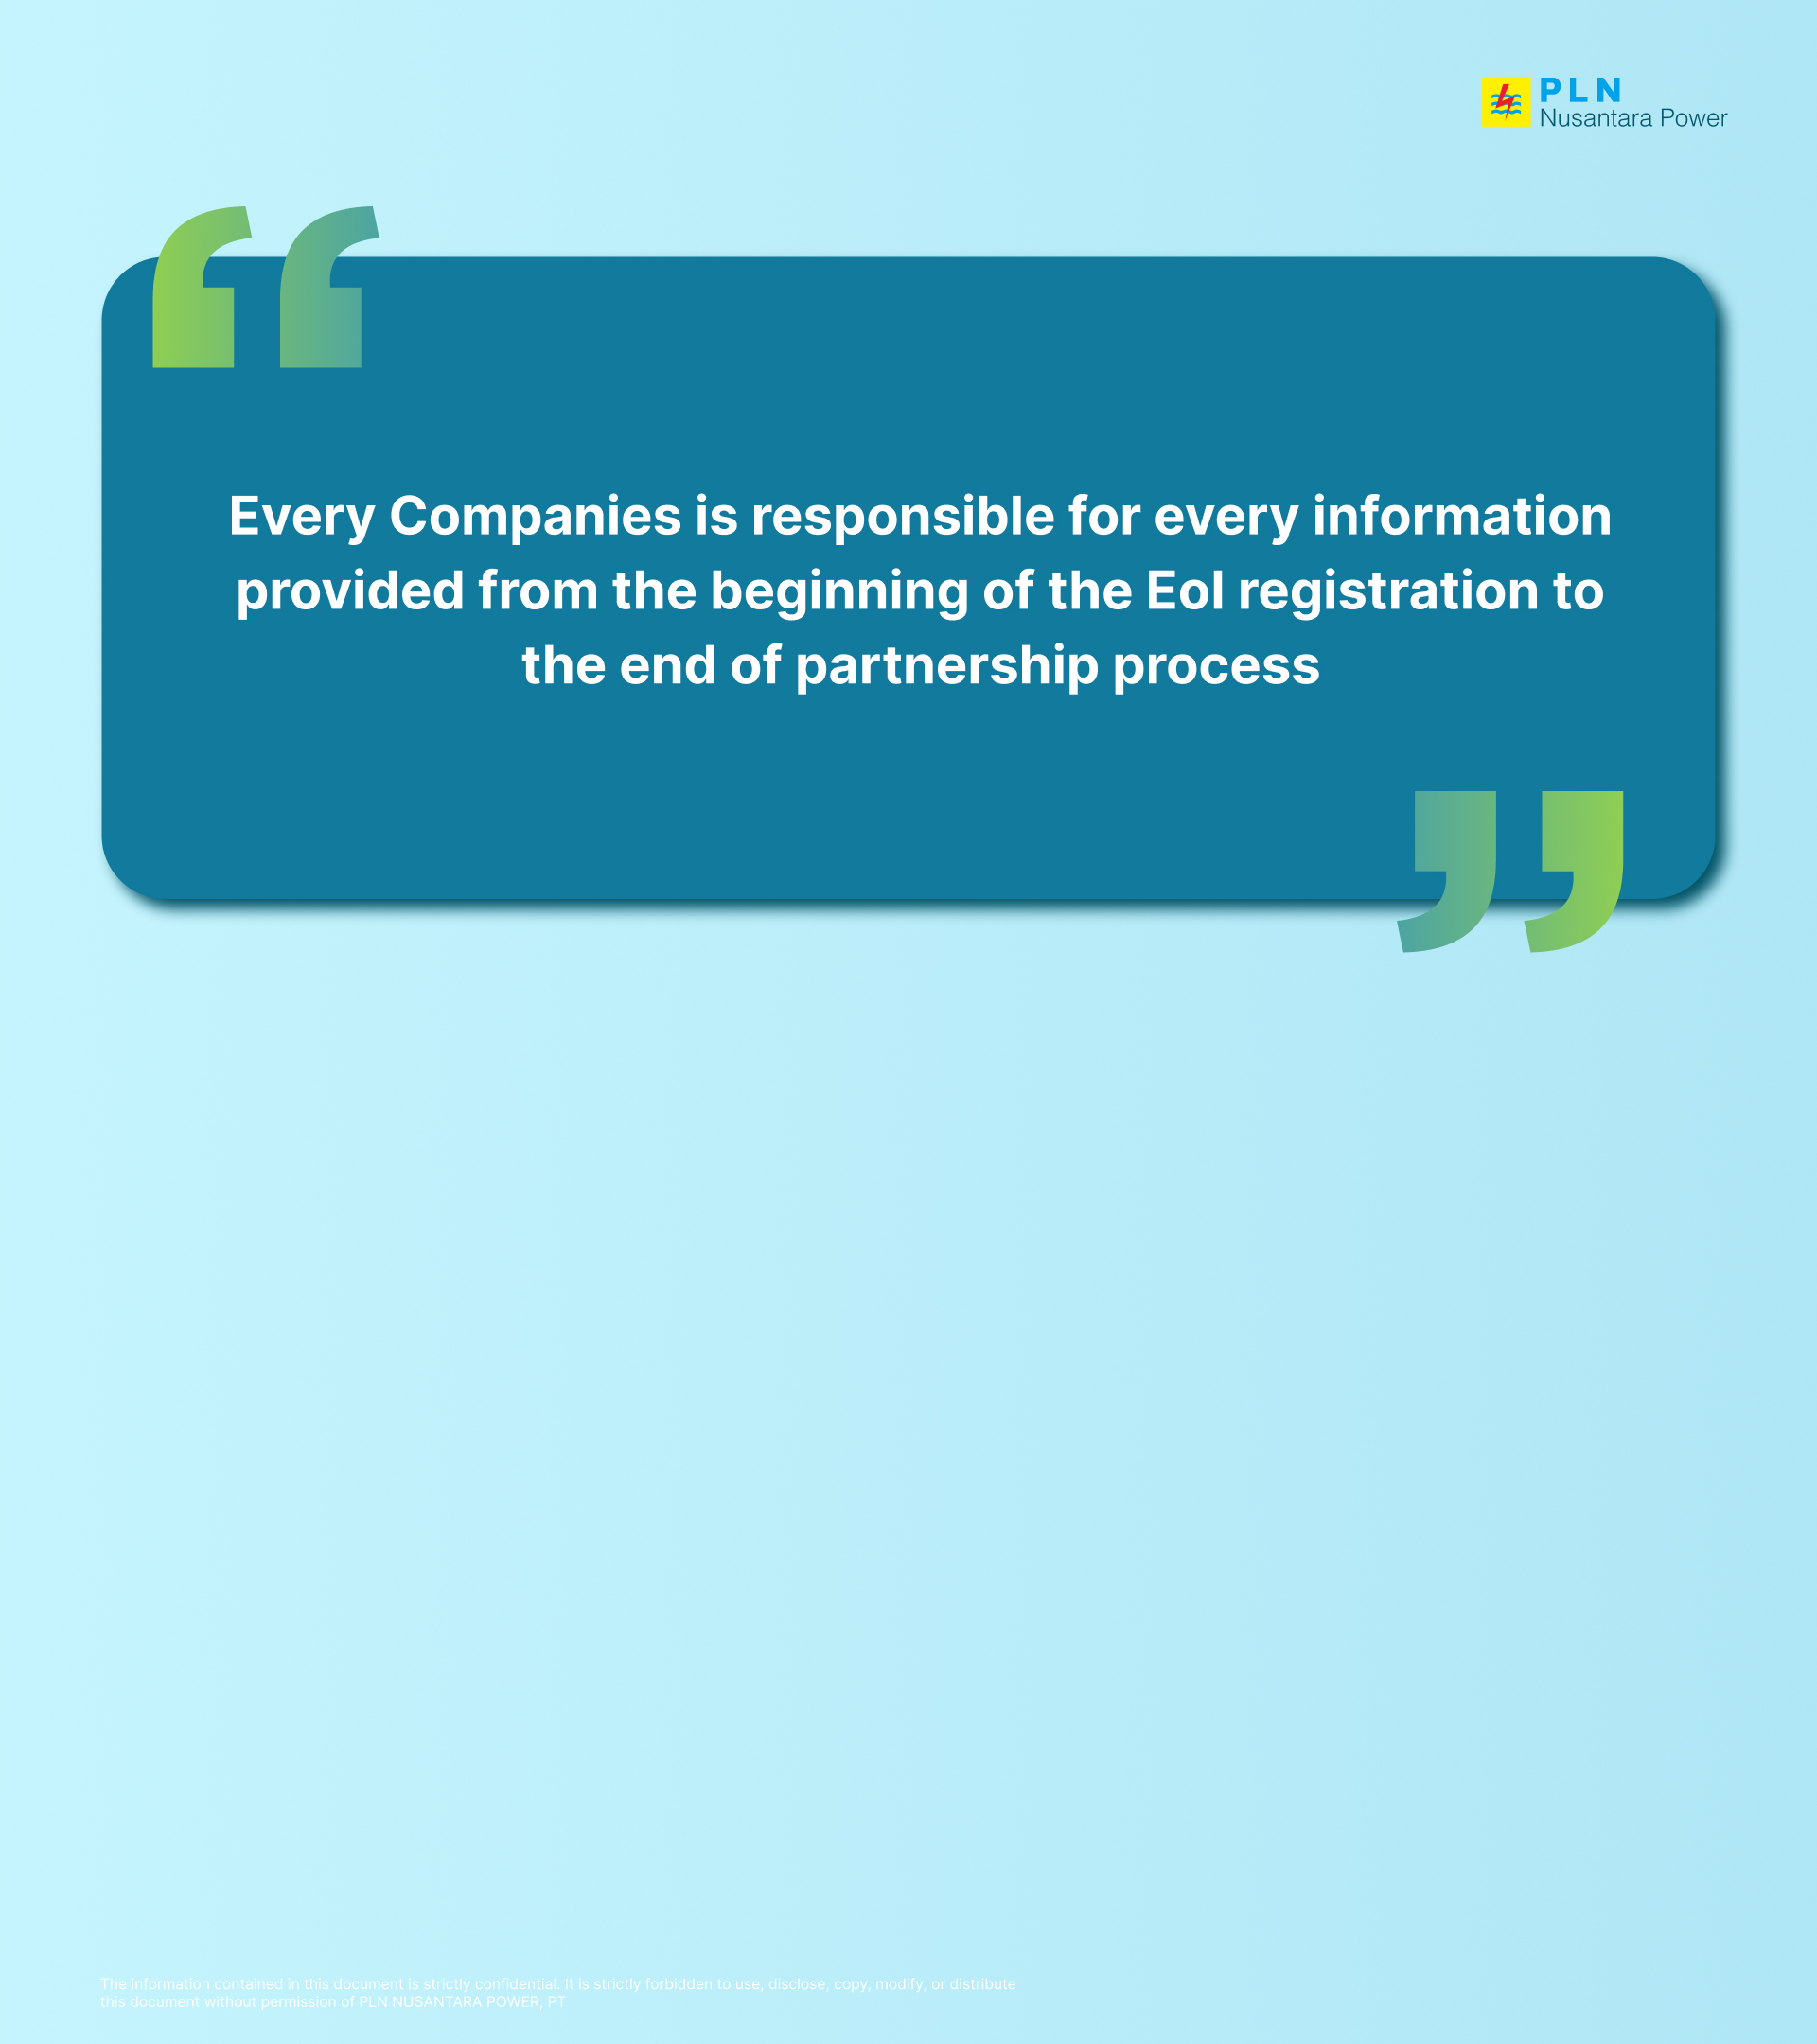 PLN
Nusantara Power
“
Every Companies is responsible for every information
provided from the beginning of the EoI registration to
the end of partnership process
”
The information contained in this document is strictly confidential. It is strictly forbidden to use, disclose, copy, modify, or distribute
this document without permission of PLN NUSANTARA POWER, PT